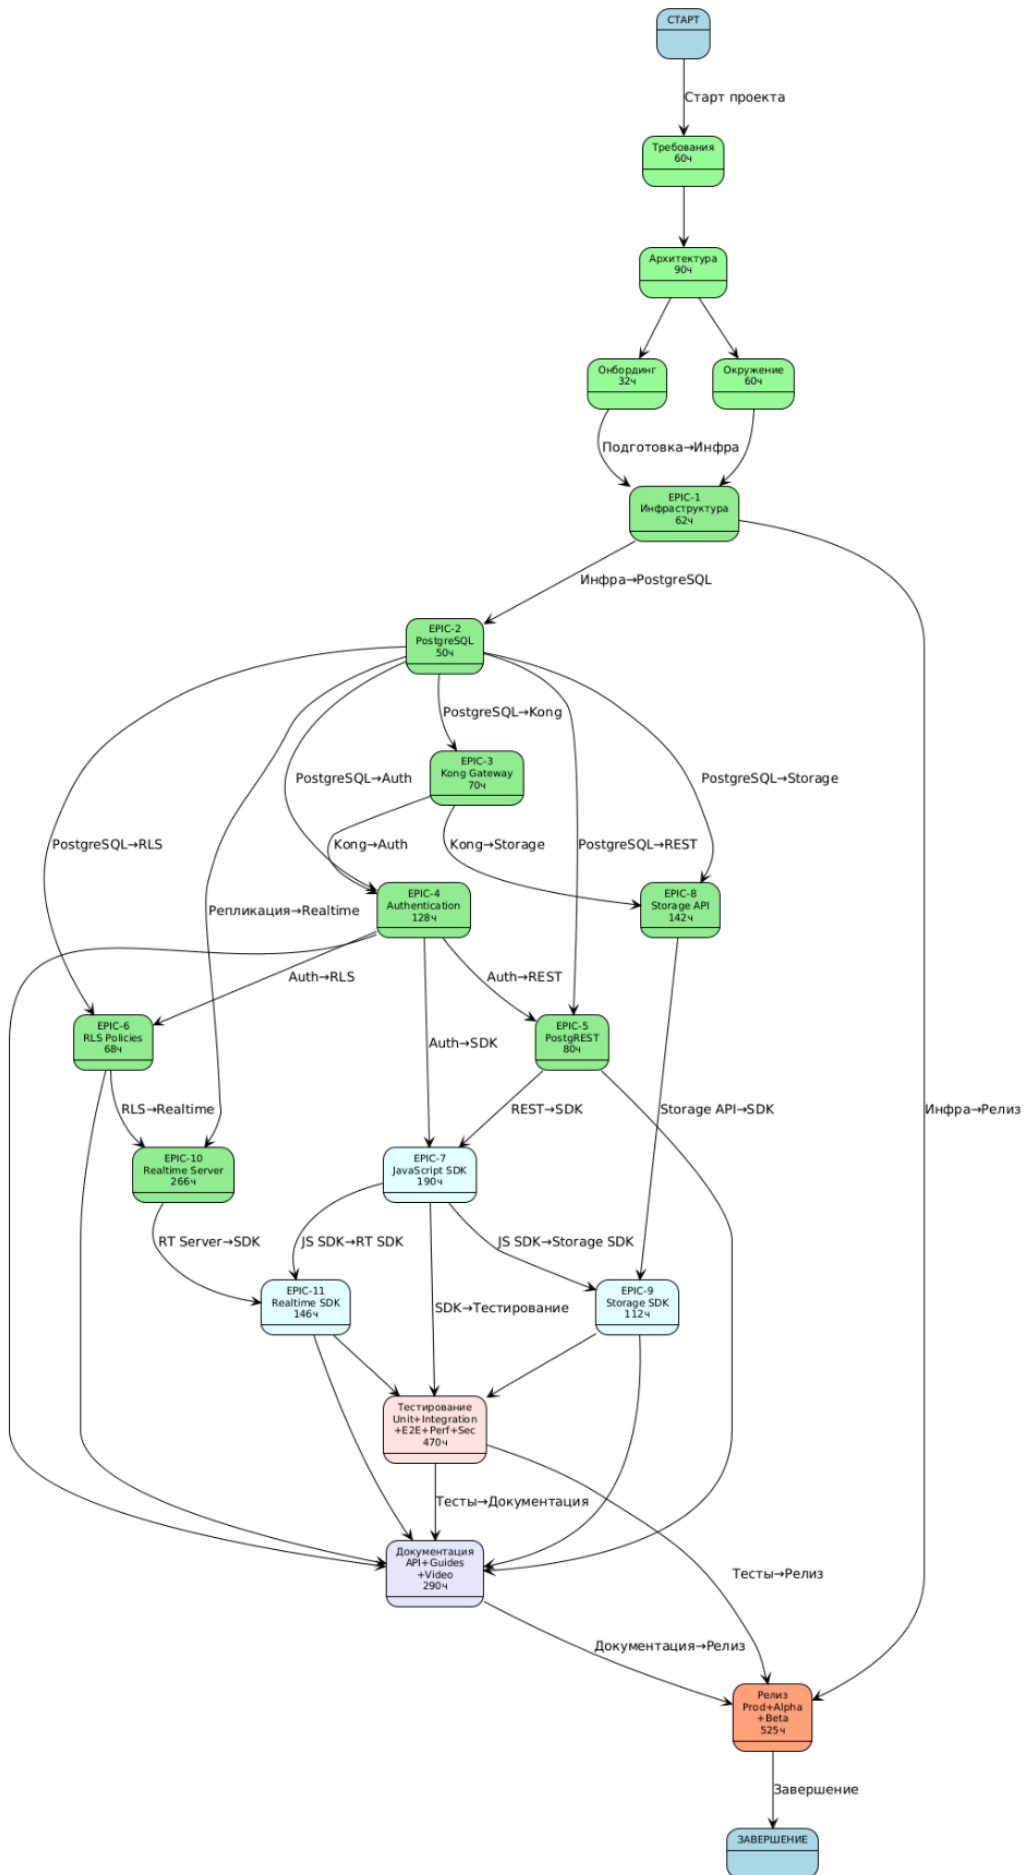 СТАРТ
Старт проекта
Требования
60ч
Архитектура
90ч
Онбординг
32ч
Окружение
60ч
Подготовка→Инфра
EPIC-1
Инфраструктура
62ч
Инфра→PostgreSQL
EPIC-2
PostgreSQL
50ч
PostgreSQL→Kong
EPIC-3
Kong Gateway
70ч
PostgreSQL→Auth
PostgreSQL→Storage
PostgreSQL→RLS
Kong→Auth
Kong→Storage
PostgreSQL→REST
EPIC-4
Authentication
128ч
EPIC-8
Storage API
142ч
Репликация→Realtime
Auth→RLS
Auth→REST
EPIC-6
RLS Policies
68ч
EPIC-5
PostgREST
80ч
Auth→SDK
RLS→Realtime
REST→SDK
Storage API→SDK
Инфра→Релиз
EPIC-10
Realtime Server
266ч
EPIC-7
JavaScript SDK
190ч
RT Server→SDK
JS SDK→RT SDK
JS SDK→Storage SDK
EPIC-11
Realtime SDK
146ч
SDK→Тестирование
EPIC-9
Storage SDK
112ч
Тестирование
Unit+Integration
+E2E+Perf+Sec
470ч
Тесты→Документация
Документация
API+Guides
+Video
290ч
Тесты→Релиз
Документация→Релиз
Релиз
Prod+Alpha
+Beta
525ч
Завершение
ЗАВЕРШЕНИЕ